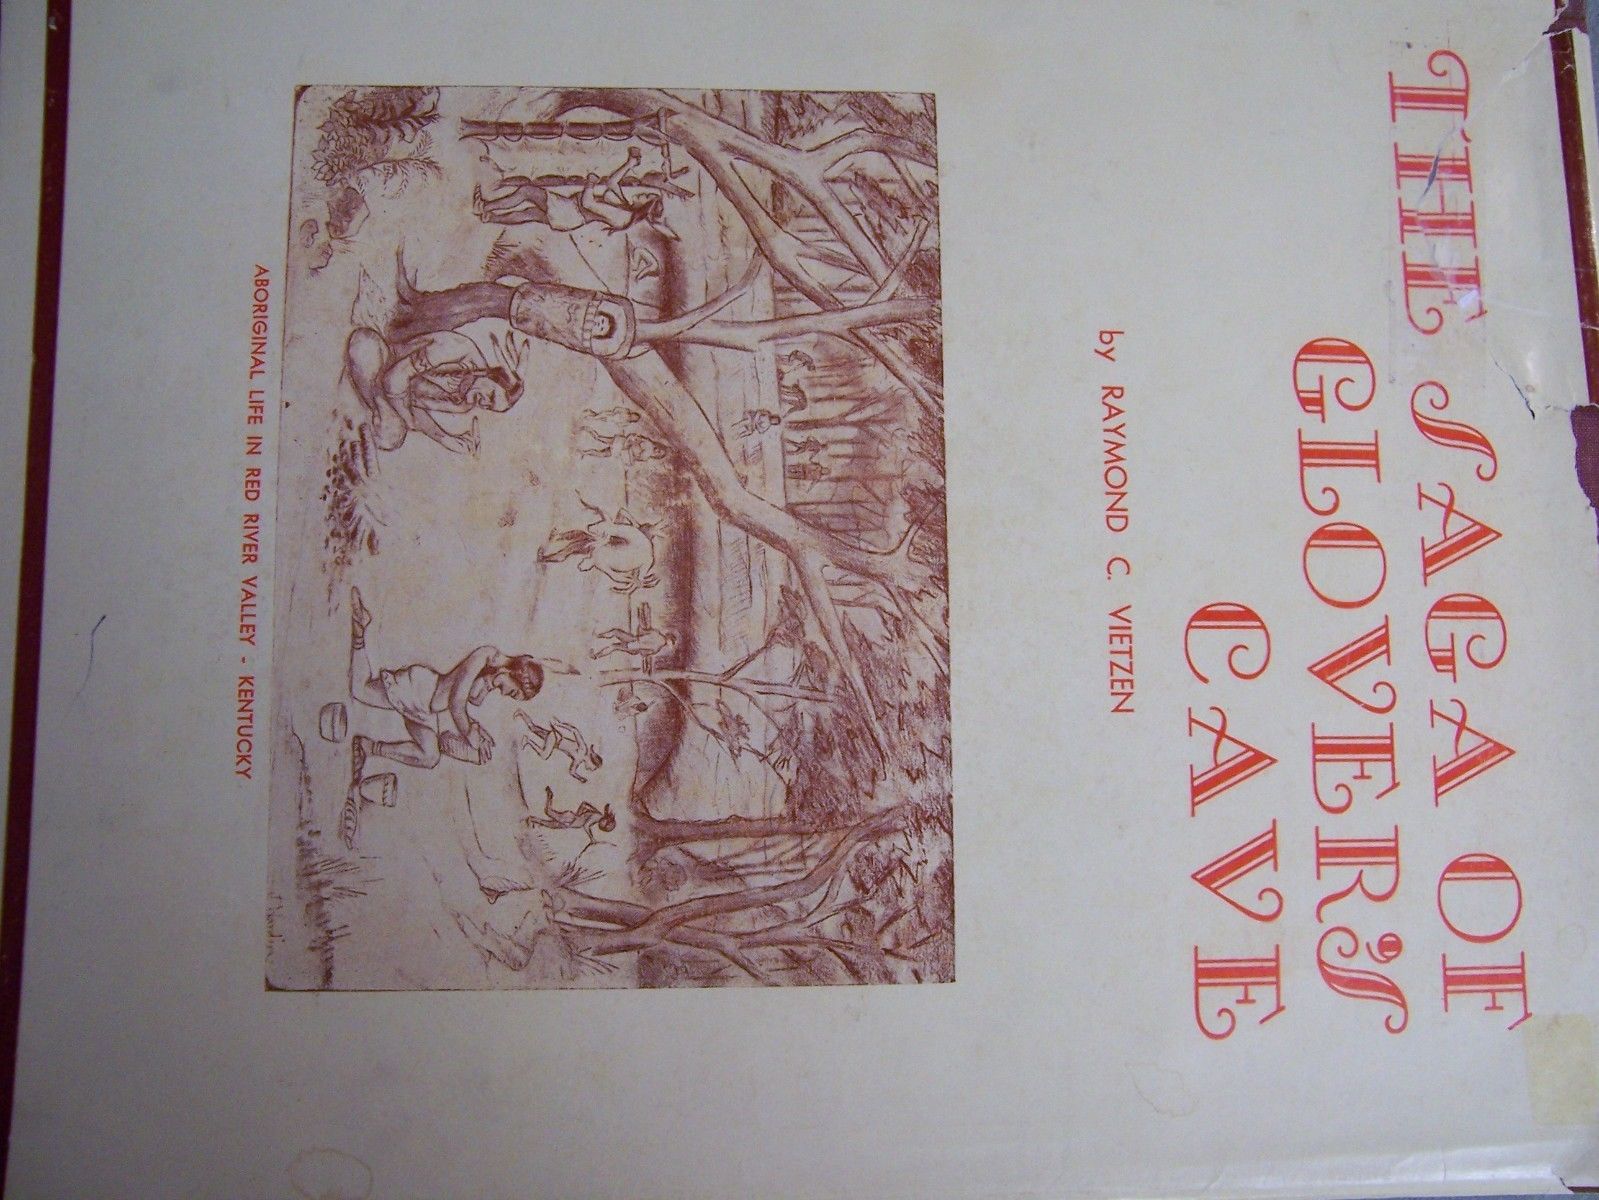 THE SAGA OF
GLOVER'S
CAVE
by RAYMOND C. VIETZEN
ABORIGINAL LIFE IN RED RIVER VALLEY - KENTUCKY